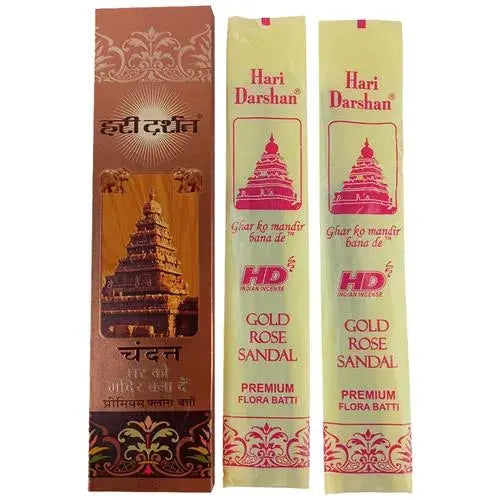 हरी दर्शन®
चंदन
घर को
मंदिर बना दें
प्रीमियम फ्लोरा बत्ती
Hari
Darshan®
Ghar ko mandir
bana de™
HD
INDIAN INCENSE
GOLD
ROSE
SANDAL
PREMIUM
FLORA BATTI
Hari
Darshan®
Ghar ko mandir
bana de™
HD
INDIAN INCENSE
GOLD
ROSE
SANDAL
PREMIUM
FLORA BATTI